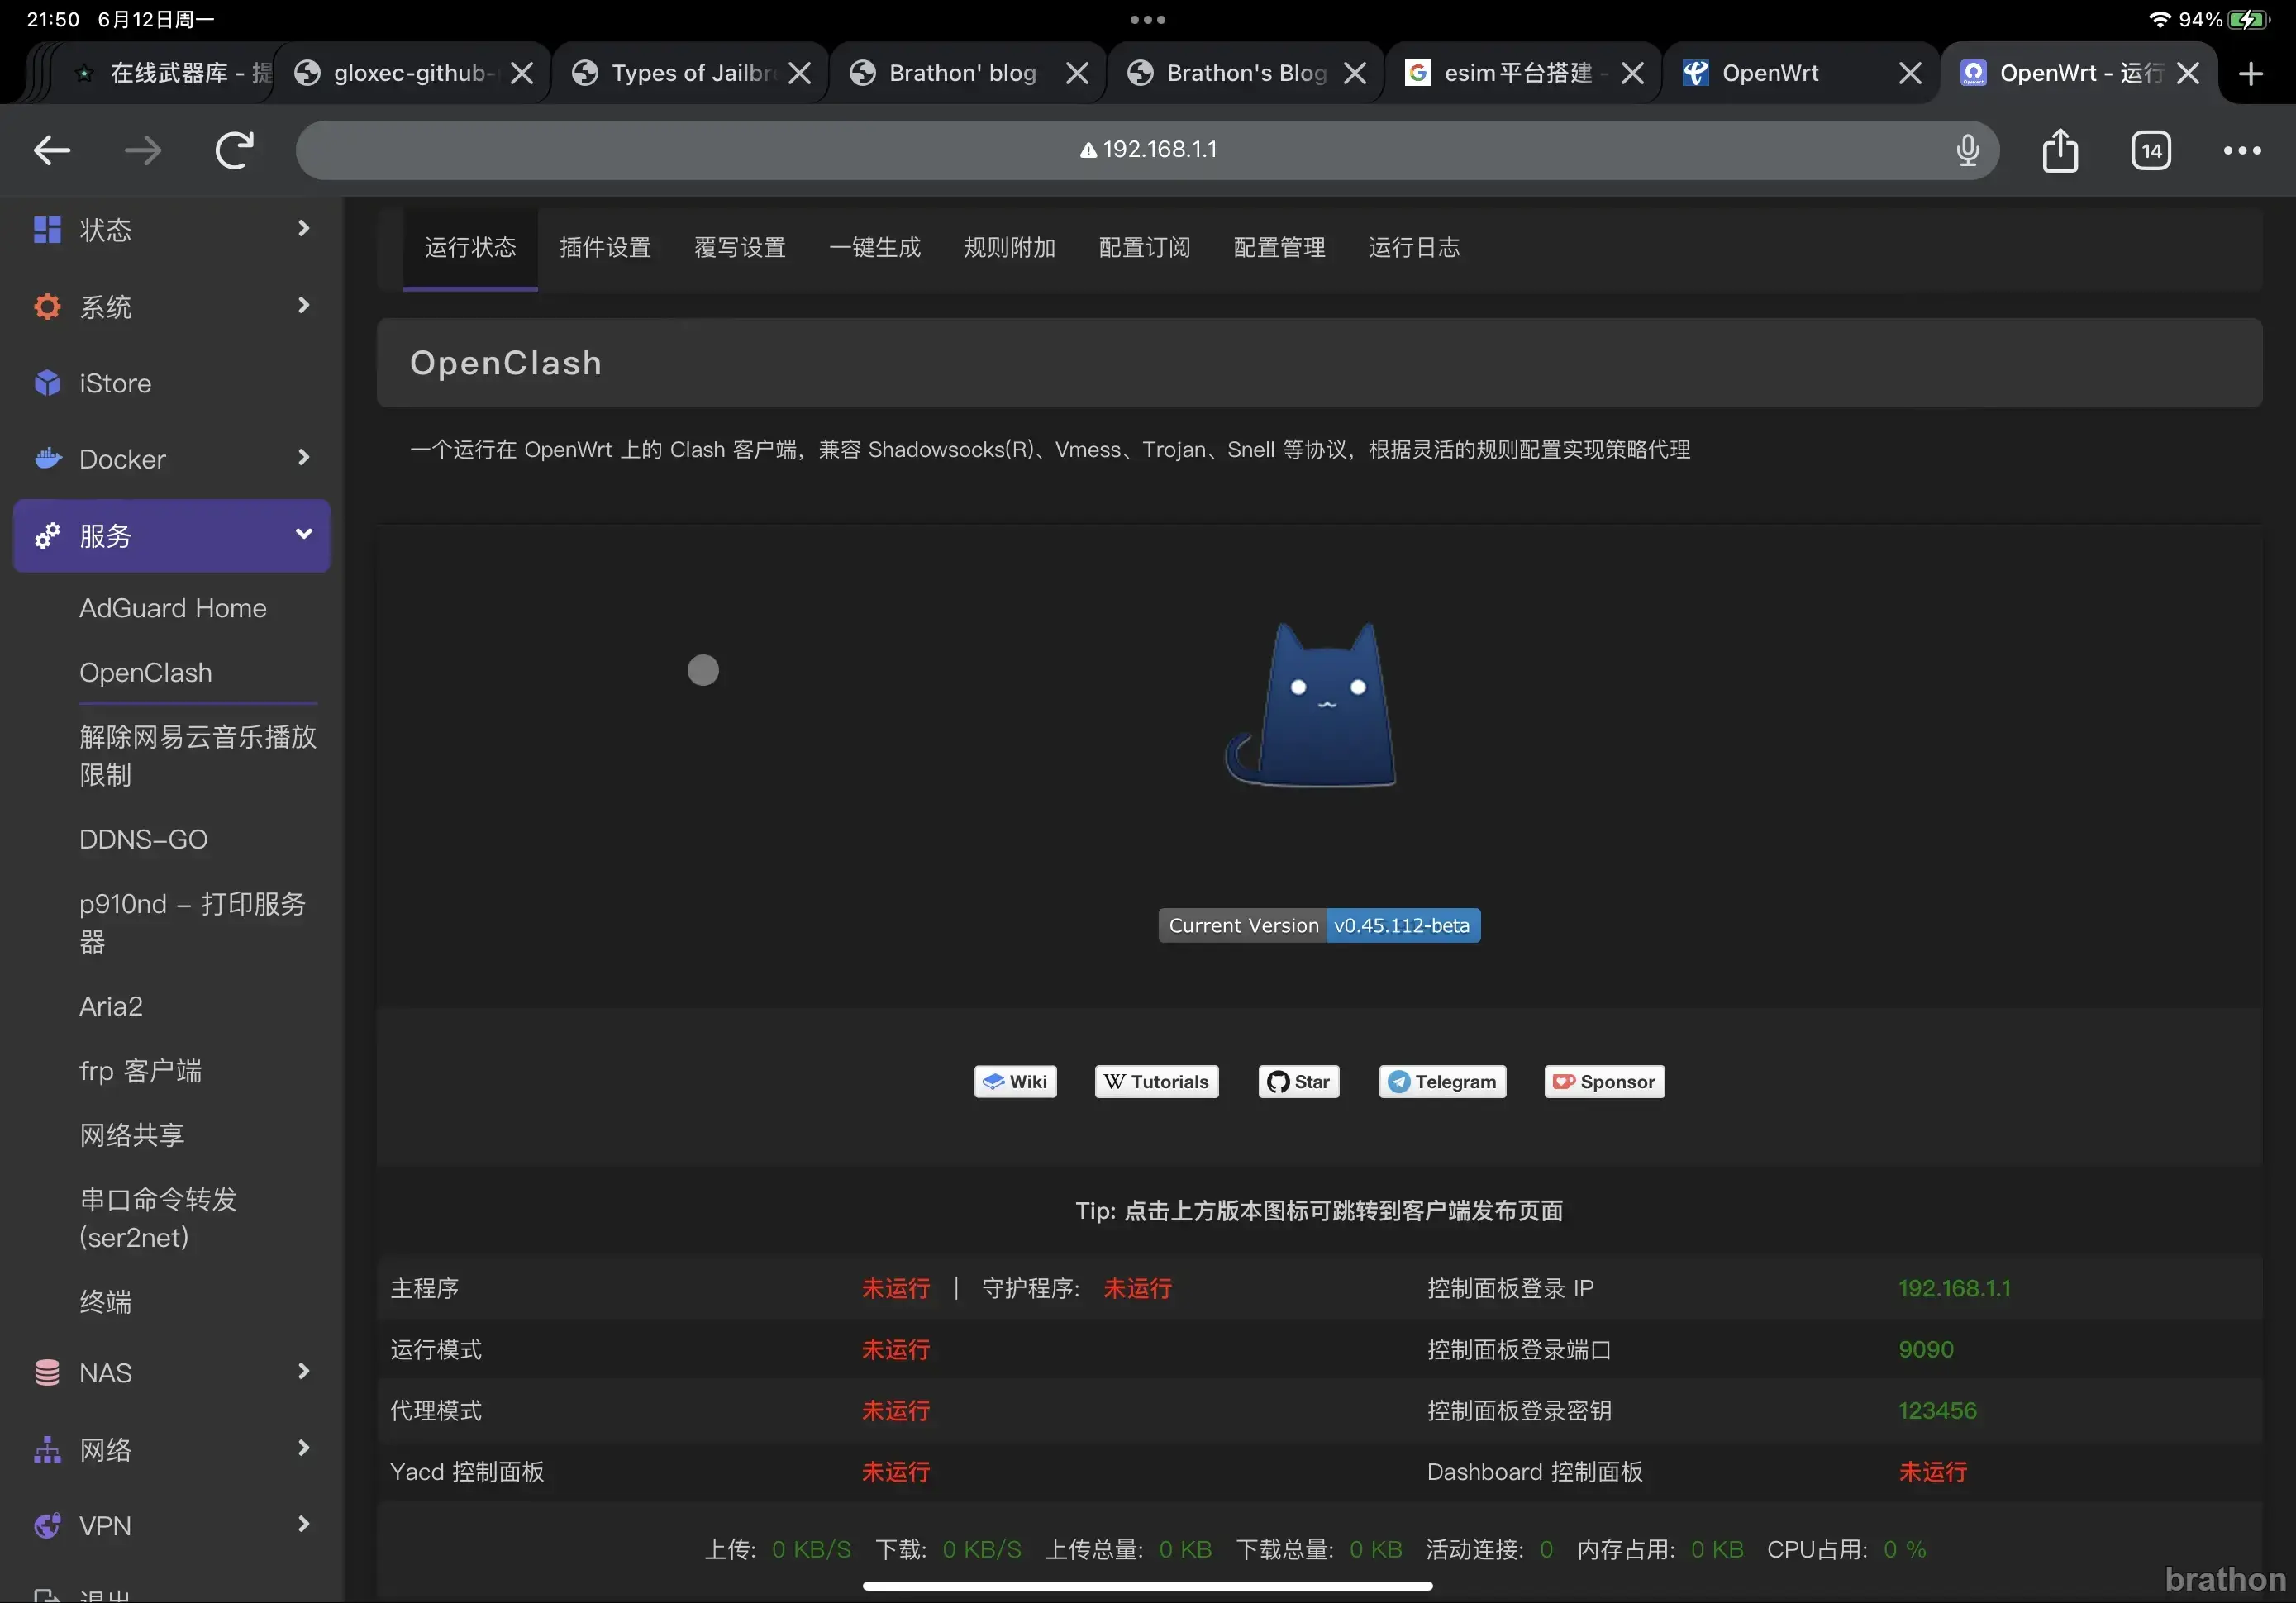 21:50 6月12日周一
94%
在线武器库 - 提
gloxec-github-
Types of Jailbre
Brathon' blog
Brathon's Blog
esim平台搭建 -
OpenWrt
OpenWrt - 运行
192.168.1.1
14
状态
系统
iStore
Docker
服务
AdGuard Home
OpenClash
解除网易云音乐播放
限制
DDNS-GO
p910nd - 打印服务
器
Aria2
frp 客户端
网络共享
串口命令转发
(ser2net)
终端
NAS
网络
VPN
退出
运行状态 插件设置 覆写设置 一键生成 规则附加 配置订阅 配置管理 运行日志
OpenClash
一个运行在 OpenWrt 上的 Clash 客户端，兼容 Shadowsocks(R)、Vmess、Trojan、Snell 等协议，根据灵活的规则配置实现策略代理
Current Version v0.45.112-beta
Wiki Tutorials Star Telegram Sponsor
Tip: 点击上方版本图标可跳转到客户端发布页面
主程序 未运行 | 守护程序: 未运行 控制面板登录 IP 192.168.1.1
运行模式 未运行 控制面板登录端口 9090
代理模式 未运行 控制面板登录密钥 123456
Yacd 控制面板 未运行 Dashboard 控制面板 未运行
上传: 0 KB/S 下载: 0 KB/S 上传总量: 0 KB 下载总量: 0 KB 活动连接: 0 内存占用: 0 KB CPU占用: 0 %
brathon